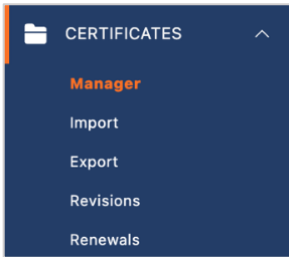 CERTIFICATES
Manager
Import
Export
Revisions
Renewals